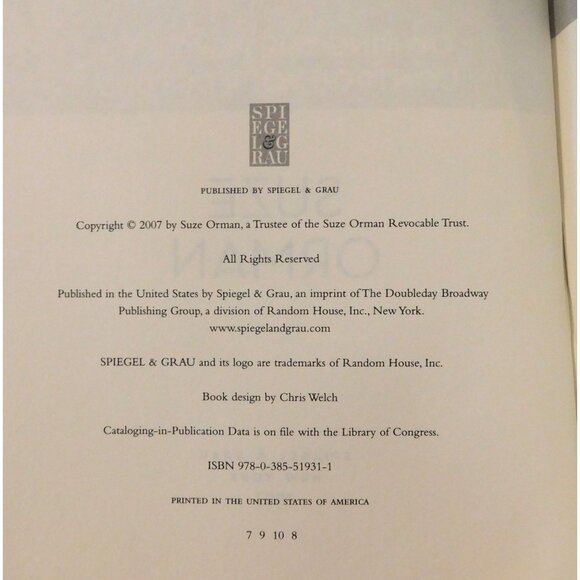 SPI
EGE
L&G
RAU
PUBLISHED BY SPIEGEL & GRAU
Copyright © 2007 by Suze Orman, a Trustee of the Suze Orman Revocable Trust.
All Rights Reserved
Published in the United States by Spiegel & Grau, an imprint of The Doubleday Broadway
Publishing Group, a division of Random House, Inc., New York.
www.spiegelandgrau.com
SPIEGEL & GRAU and its logo are trademarks of Random House, Inc.
Book design by Chris Welch
Cataloging-in-Publication Data is on file with the Library of Congress.
ISBN 978-0-385-51931-1
PRINTED IN THE UNITED STATES OF AMERICA
7 9 10 8